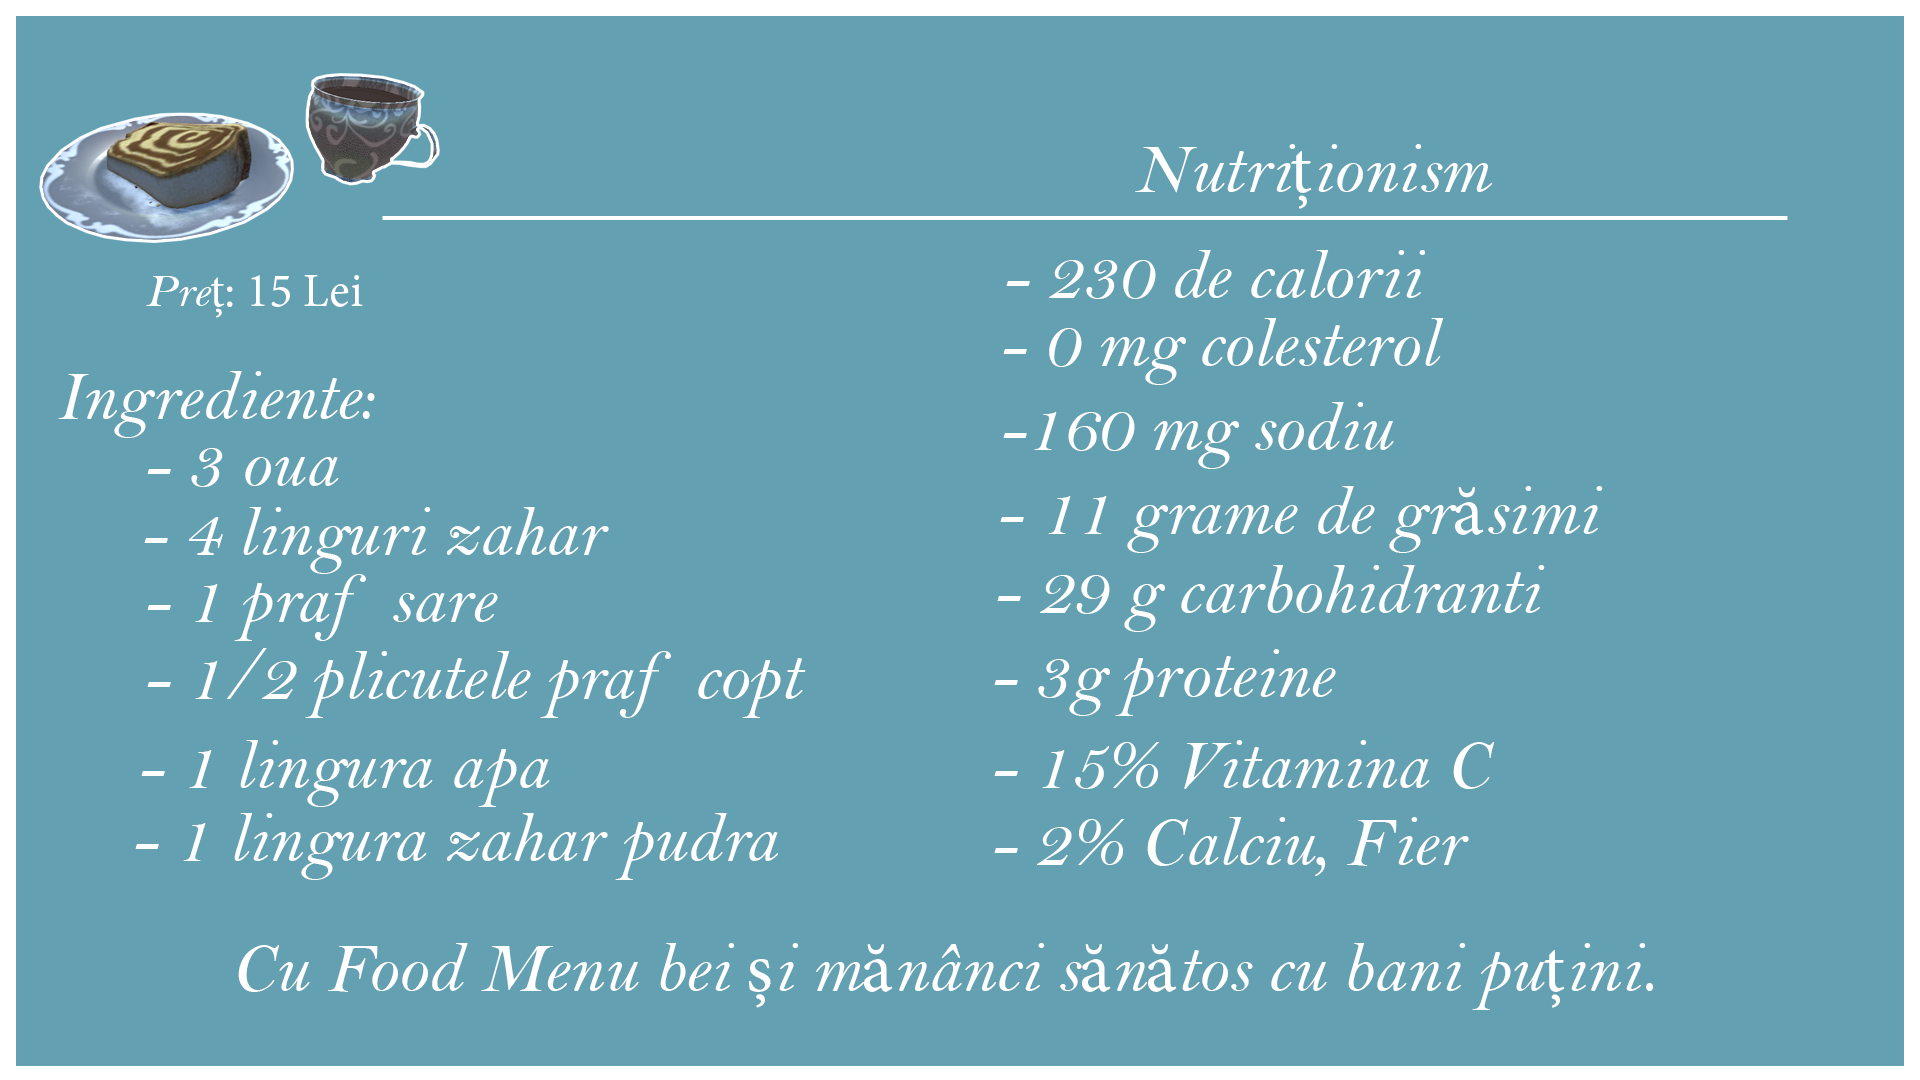 Preț: 15 Lei
Ingrediente:
- 3 oua
- 4 linguri zahar
- 1 praf sare
- 1/2 plicutele praf copt
- 1 lingura apa
- 1 lingura zahar pudra
Nutriționism
- 230 de calorii
- 0 mg colesterol
-160 mg sodiu
- 11 grame de grăsimi
- 29 g carbohidranti
- 3g proteine
- 15% Vitamina C
- 2% Calciu, Fier
Cu Food Menu bei și mănânci sănătos cu bani puțini.